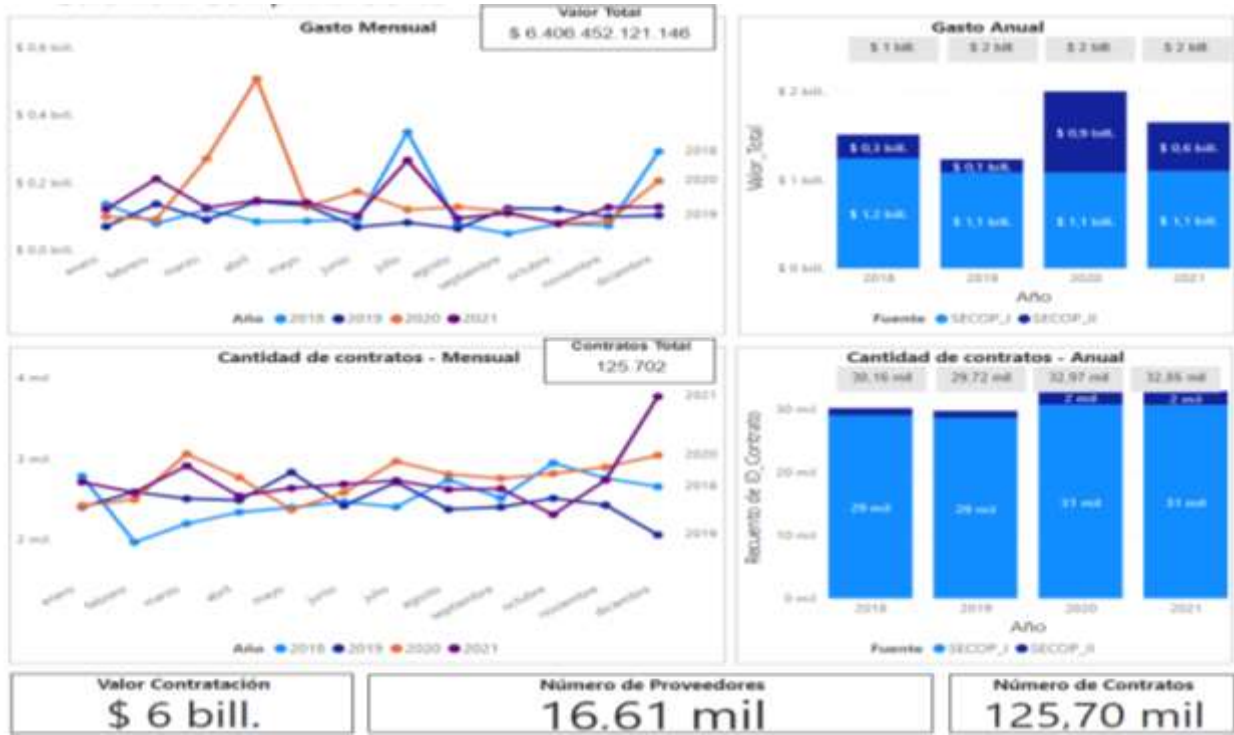 Gasto Mensual
Valor Total
$ 6.406.452.121.146
$ 0,6 bill.
$ 0,4 bill.
$ 0,2 bill.
$ 0,0 bill.
2018
2020
2019
enero
febrero
marzo
abril
mayo
junio
julio
agosto
septiembre
octubre
noviembre
diciembre
Año 2018 2019 2020 2021
Gasto Anual
$ 1 bill. $ 2 bill. $ 2 bill. $ 2 bill.
Valor_Total
$ 2 bill.
$ 1 bill.
$ 0 bill.
$ 0,3 bill. $ 0,1 bill. $ 0,9 bill. $ 0,6 bill.
$ 1,2 bill. $ 1,1 bill. $ 1,1 bill. $ 1,1 bill.
2018 2019 2020 2021
Año
Fuente SECOP_I SECOP_II
Cantidad de contratos - Mensual
Contratos Total
125.702
4 mil
3 mil
2 mil
2021
2020
2018
2019
enero
febrero
marzo
abril
mayo
junio
julio
agosto
septiembre
octubre
noviembre
diciembre
Año 2018 2019 2020 2021
Cantidad de contratos - Anual
30,16 mil 29,72 mil 32,97 mil 32,85 mil
Recuento de ID_Contrato
30 mil
20 mil
10 mil
0 mil
2 mil 2 mil
29 mil 29 mil 31 mil 31 mil
2018 2019 2020 2021
Año
Fuente SECOP_I SECOP_II
Valor Contratación
$ 6 bill.
Número de Proveedores
16,61 mil
Número de Contratos
125,70 mil